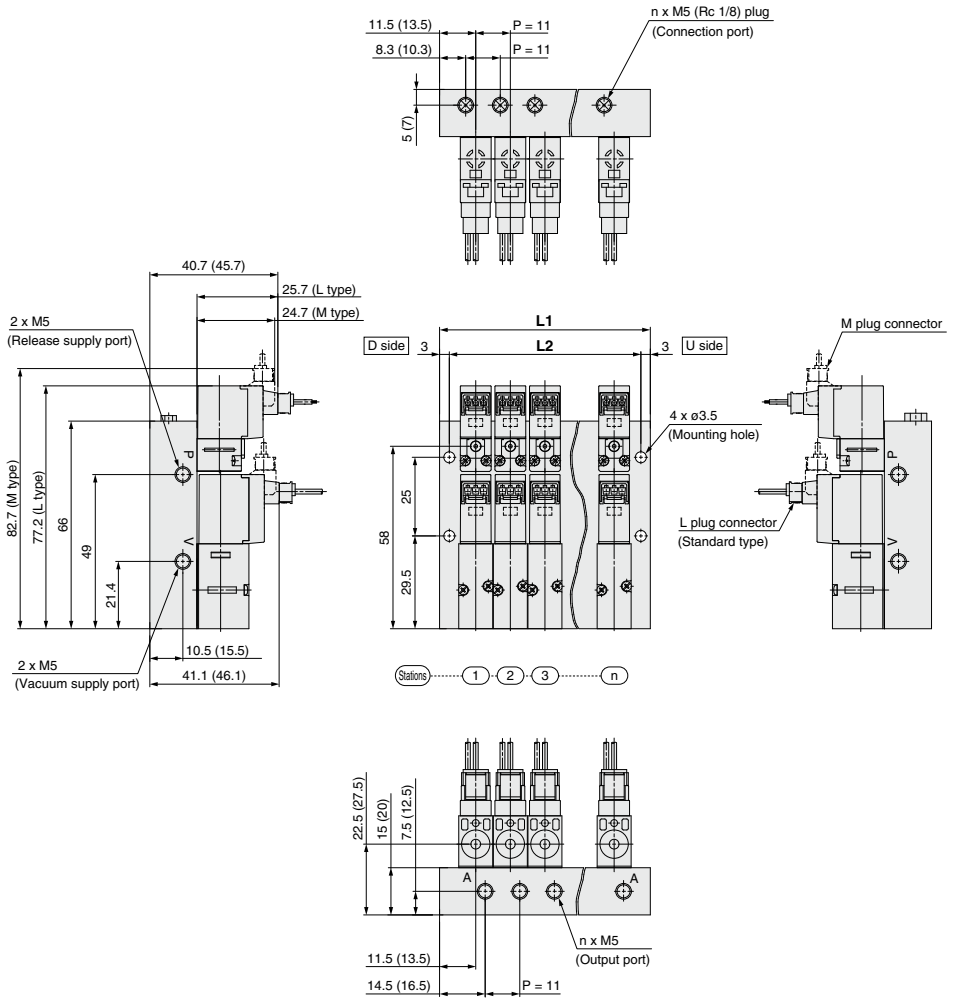 11.5 (13.5)
P = 11
n x M5 (Rc 1/8) plug
(Connection port)
8.3 (10.3)
P = 11
5 (7)
40.7 (45.7)
25.7 (L type)
24.7 (M type)
2 x M5
(Release supply port)
82.7 (M type)
77.2 (L type)
66
49
21.4
P
V
10.5 (15.5)
2 x M5
(Vacuum supply port)
41.1 (46.1)
L1
D side
3
L2
3
U side
4 x ø3.5
(Mounting hole)
58
25
29.5
Stations
1
2
3
n
M plug connector
P
L plug connector
(Standard type)
V
22.5 (27.5)
15 (20)
7.5 (12.5)
A
A
n x M5
(Output port)
11.5 (13.5)
14.5 (16.5)
P = 11